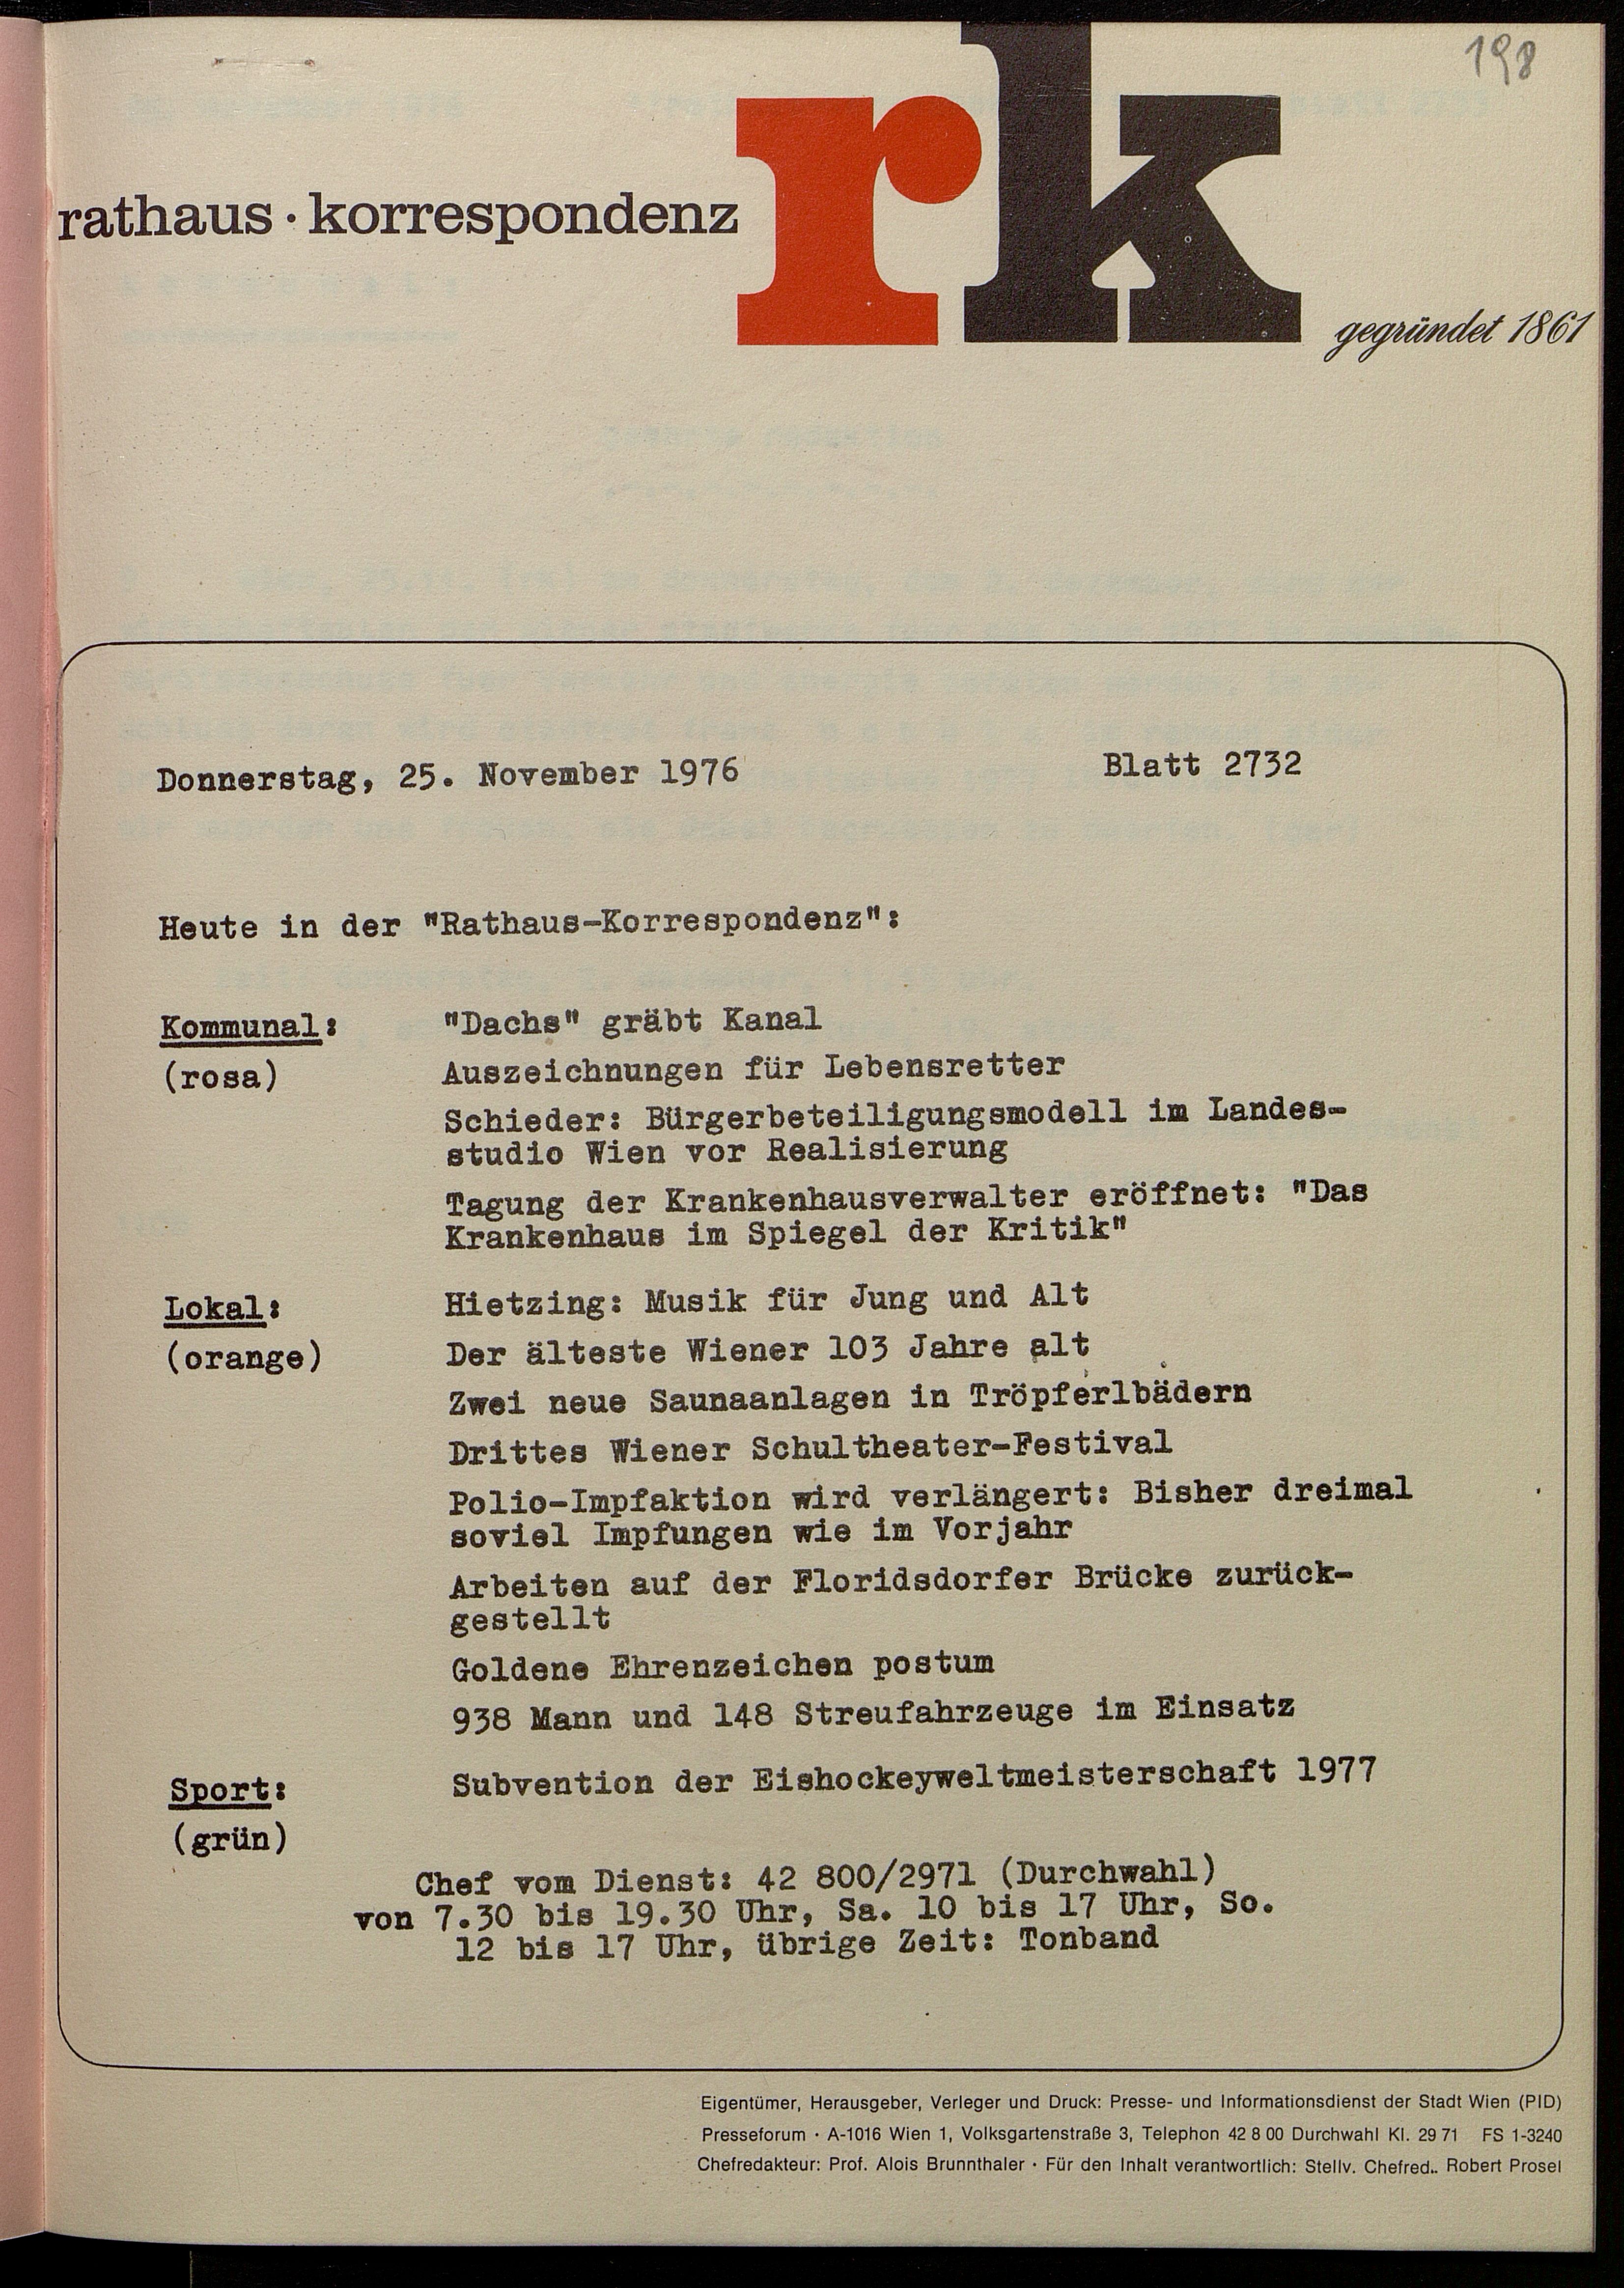 198
rk
rathaus · korrespondenz
gegründet 1861
Donnerstag, 25. November 1976 Blatt 2732
Heute in der "Rathaus-Korrespondenz":
Kommunal: "Dachs" gräbt Kanal
(rosa) Auszeichnungen für Lebensretter
Schieder: Bürgerbeteiligungsmodell im Landes-
studio Wien vor Realisierung
Tagung der Krankenhausverwalter eröffnet: "Das
Krankenhaus im Spiegel der Kritik"
Lokal: Hietzing: Musik für Jung und Alt
(orange) Der älteste Wiener 103 Jahre alt
Zwei neue Saunaanlagen in Tröpferlbädern
Drittes Wiener Schultheater-Festival
Polio-Impfaktion wird verlängert: Bisher dreimal
soviel Impfungen wie im Vorjahr
Arbeiten auf der Floridsdorfer Brücke zurück-
gestellt
Goldene Ehrenzeichen postum
938 Mann und 148 Streufahrzeuge im Einsatz
Sport: Subvention der Eishockeyweltmeisterschaft 1977
(grün)
Chef vom Dienst: 42 800/2971 (Durchwahl)
von 7.30 bis 19.30 Uhr, Sa. 10 bis 17 Uhr, So.
12 bis 17 Uhr, übrige Zeit: Tonband
Eigentümer, Herausgeber, Verleger und Druck: Presse- und Informationsdienst der Stadt Wien (PID)
Presseforum · A-1016 Wien 1, Volksgartenstraße 3, Telephon 42 8 00 Durchwahl Kl. 29 71 FS 1-3240
Chefredakteur: Prof. Alois Brunnthaler · Für den Inhalt verantwortlich: Stellv. Chefred.. Robert Prosel